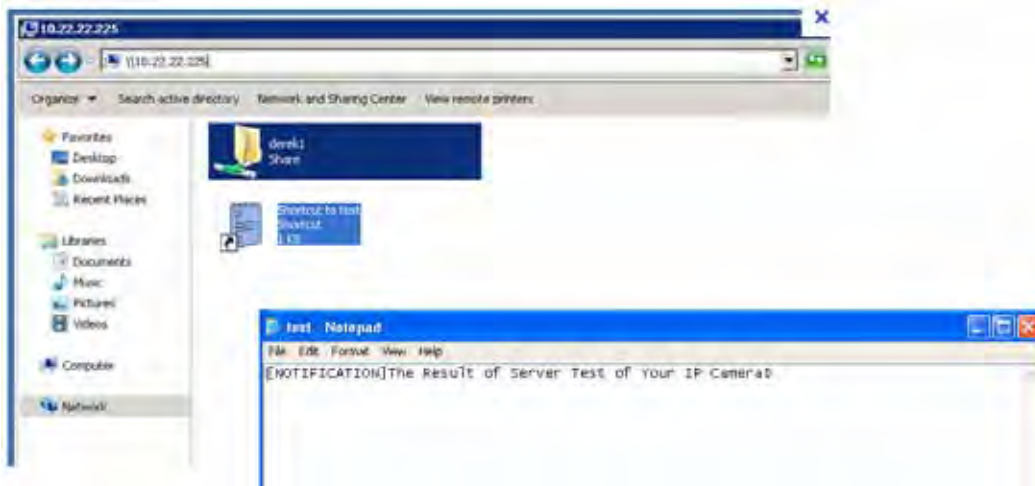 10.22.22.225
\\10.22.22.225
Organize Search active directory Network and Sharing Center View remote printers
Favorites
Desktop
Downloads
Recent Places
Libraries
Documents
Music
Pictures
Videos
Computer
Network
derek1
Share
Shortcut to test
Shortcut
1 KB
test Notepad
File Edit Format View Help
[NOTIFICATION]The Result of Server Test of Your IP Camera